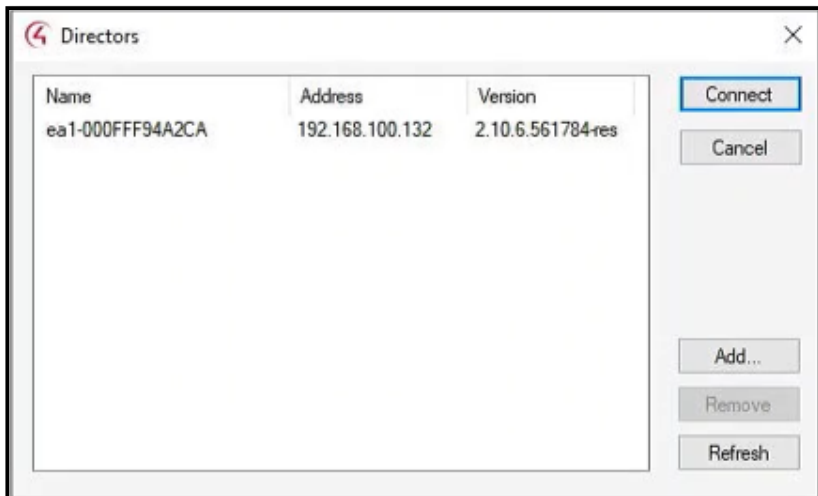 Directors
Name Address Version
ea1-000FFF94A2CA 192.168.100.132 2.10.6.561784-res
Connect
Cancel
Add...
Remove
Refresh